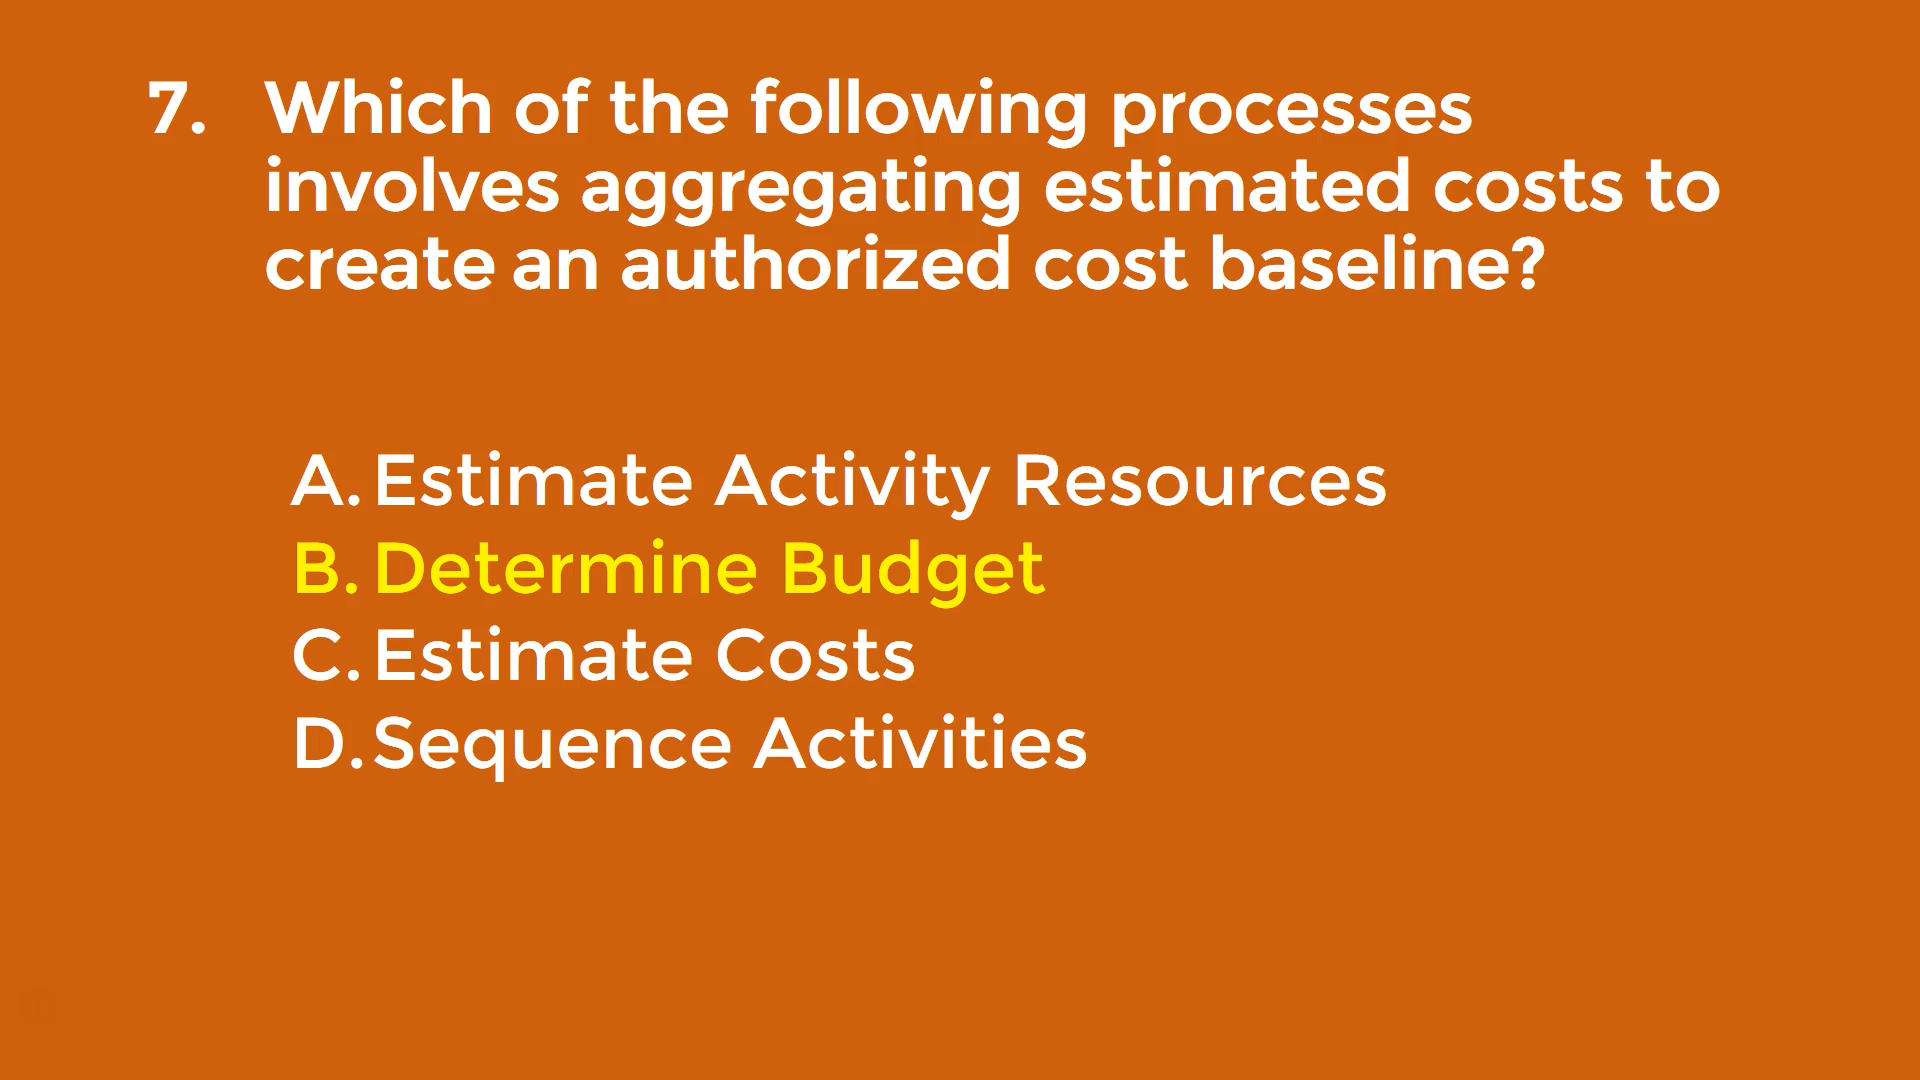 7. Which of the following processes
involves aggregating estimated costs to
create an authorized cost baseline?
A. Estimate Activity Resources
B. Determine Budget
C. Estimate Costs
D. Sequence Activities